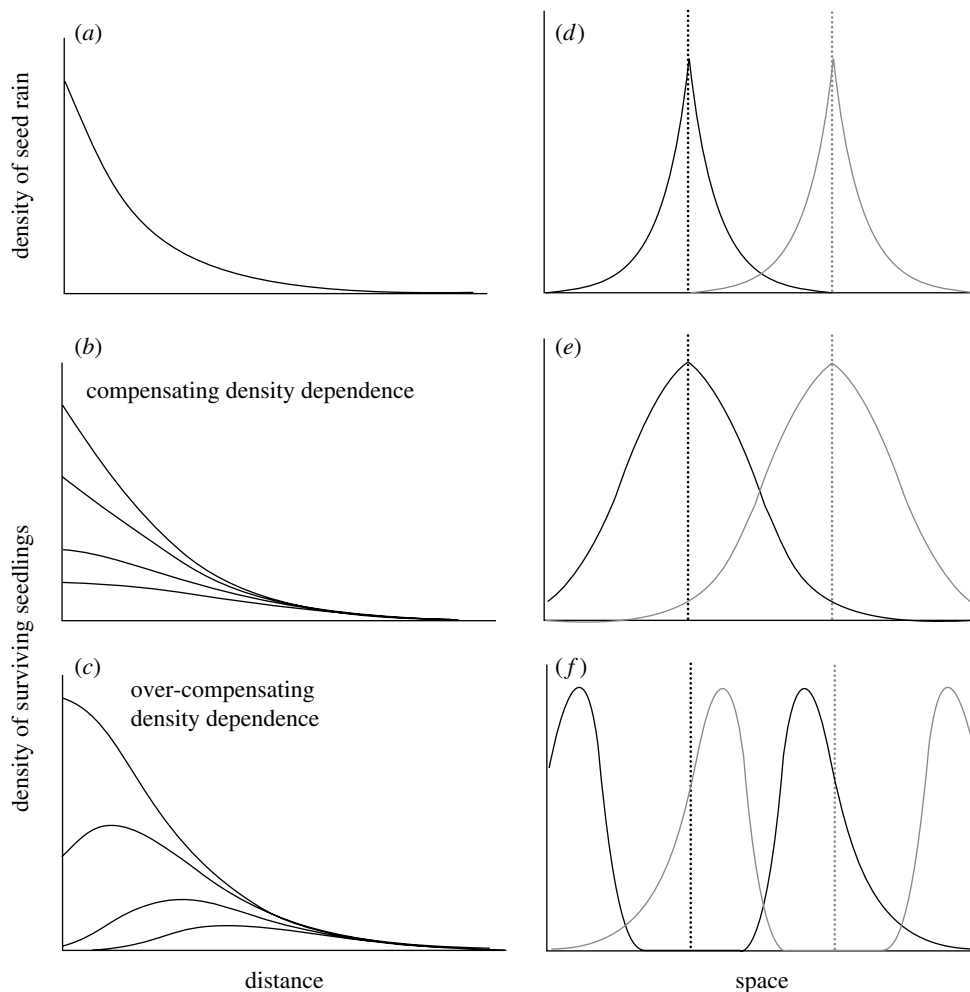 (a)
(d)
density of seed rain
(b)
compensating density dependence
(e)
density of surviving seedlings
(c)
over-compensating
density dependence
(f)
distance
space